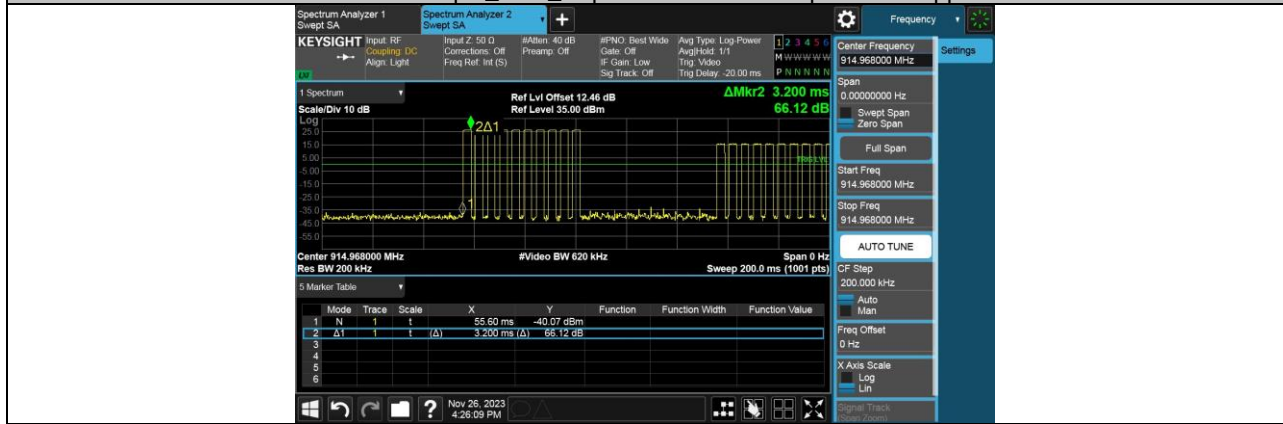 Spectrum Analyzer 1
Swept SA
Spectrum Analyzer 2
Swept SA
+
Frequency
KEYSIGHT
Input: RF
Coupling: DC
Align: Light
Input Z: 50 Ω
Corrections: Off
Freq Ref: Int (S)
#Atten: 40 dB
Preamp: Off
#PNO: Best Wide
Gate: Off
IF Gain: Low
Sig Track: Off
Avg Type: Log-Power
Avg|Hold: 1/1
Trig: Video
Trig Delay: -20.00 ms
1 2 3 4 5 6
M W W W W W
P N N N N N
LXI
1 Spectrum
Scale/Div 10 dB
Ref Lvl Offset 12.46 dB
Ref Level 35.00 dBm
ΔMkr2 3.200 ms
66.12 dB
Log
25.0
15.0
5.00
-5.00
-15.0
-25.0
-35.0
-45.0
-55.0
2Δ1
1
TRIG LVL
Center 914.968000 MHz
Res BW 200 kHz
#Video BW 620 kHz
Span 0 Hz
Sweep 200.0 ms (1001 pts)
5 Marker Table
Mode Trace Scale X Y Function Function Width Function Value
1 N 1 t 55.60 ms -40.07 dBm
2 Δ1 1 t (Δ) 3.200 ms (Δ) 66.12 dB
3
4
5
6
Nov 26, 2023
4:26:09 PM
?
Center Frequency
914.968000 MHz
Settings
Span
0.00000000 Hz
Swept Span
Zero Span
Full Span
Start Freq
914.968000 MHz
Stop Freq
914.968000 MHz
AUTO TUNE
CF Step
200.000 kHz
Auto
Man
Freq Offset
0 Hz
X Axis Scale
Log
Lin
Signal Track
(Span Zoom)